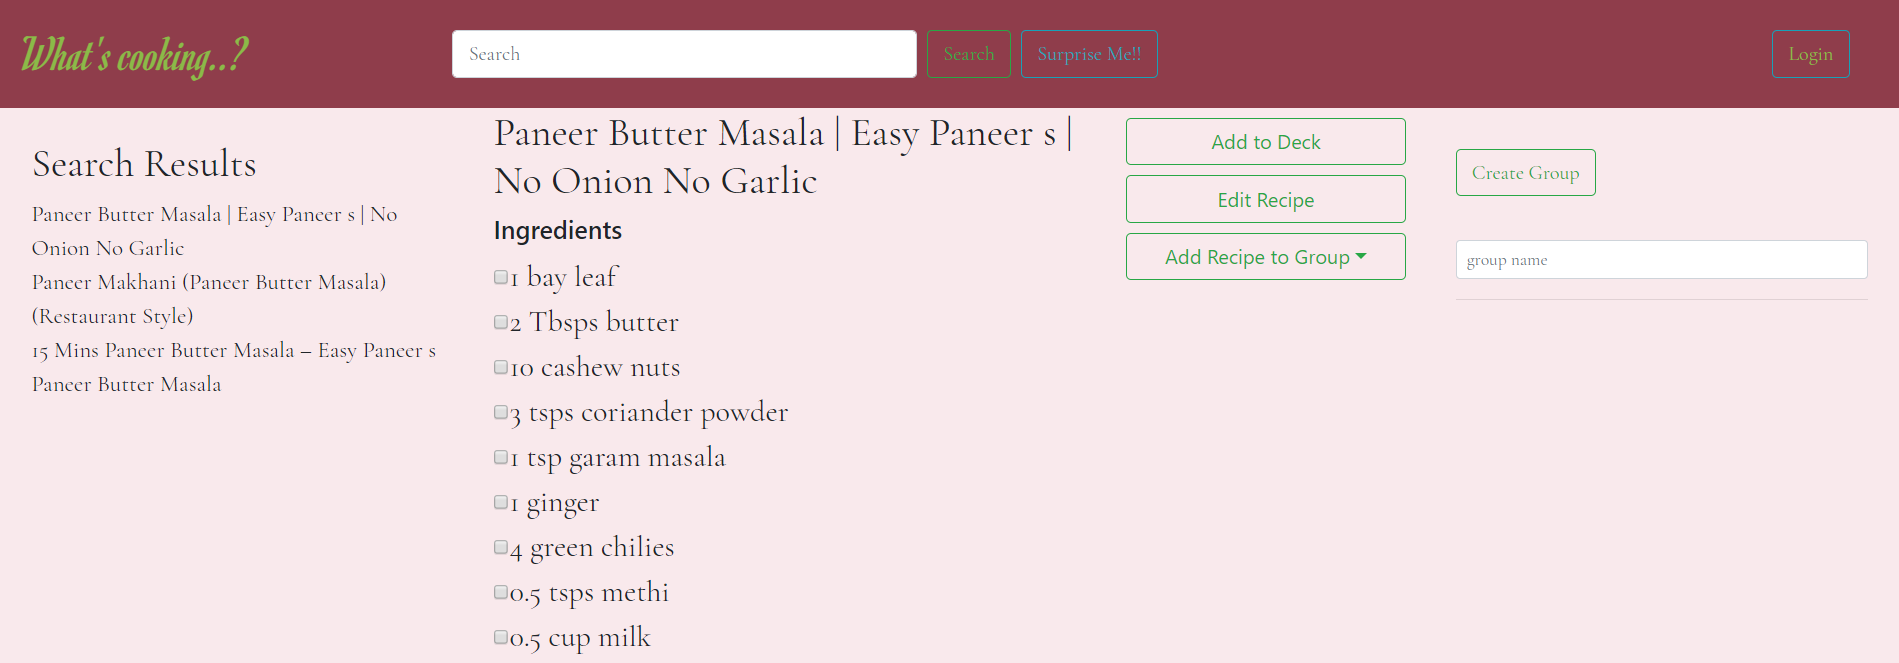 What's cooking..?
Search
Search
Surprise Me!!
Login
Search Results
Paneer Butter Masala | Easy Paneer s | No
Onion No Garlic
Paneer Makhani (Paneer Butter Masala)
(Restaurant Style)
15 Mins Paneer Butter Masala – Easy Paneer s
Paneer Butter Masala
Paneer Butter Masala | Easy Paneer s |
No Onion No Garlic
Ingredients
1 bay leaf
2 Tbsps butter
10 cashew nuts
3 tsps coriander powder
1 tsp garam masala
1 ginger
4 green chilies
0.5 tsps methi
0.5 cup milk
Add to Deck
Edit Recipe
Add Recipe to Group
Create Group
group name